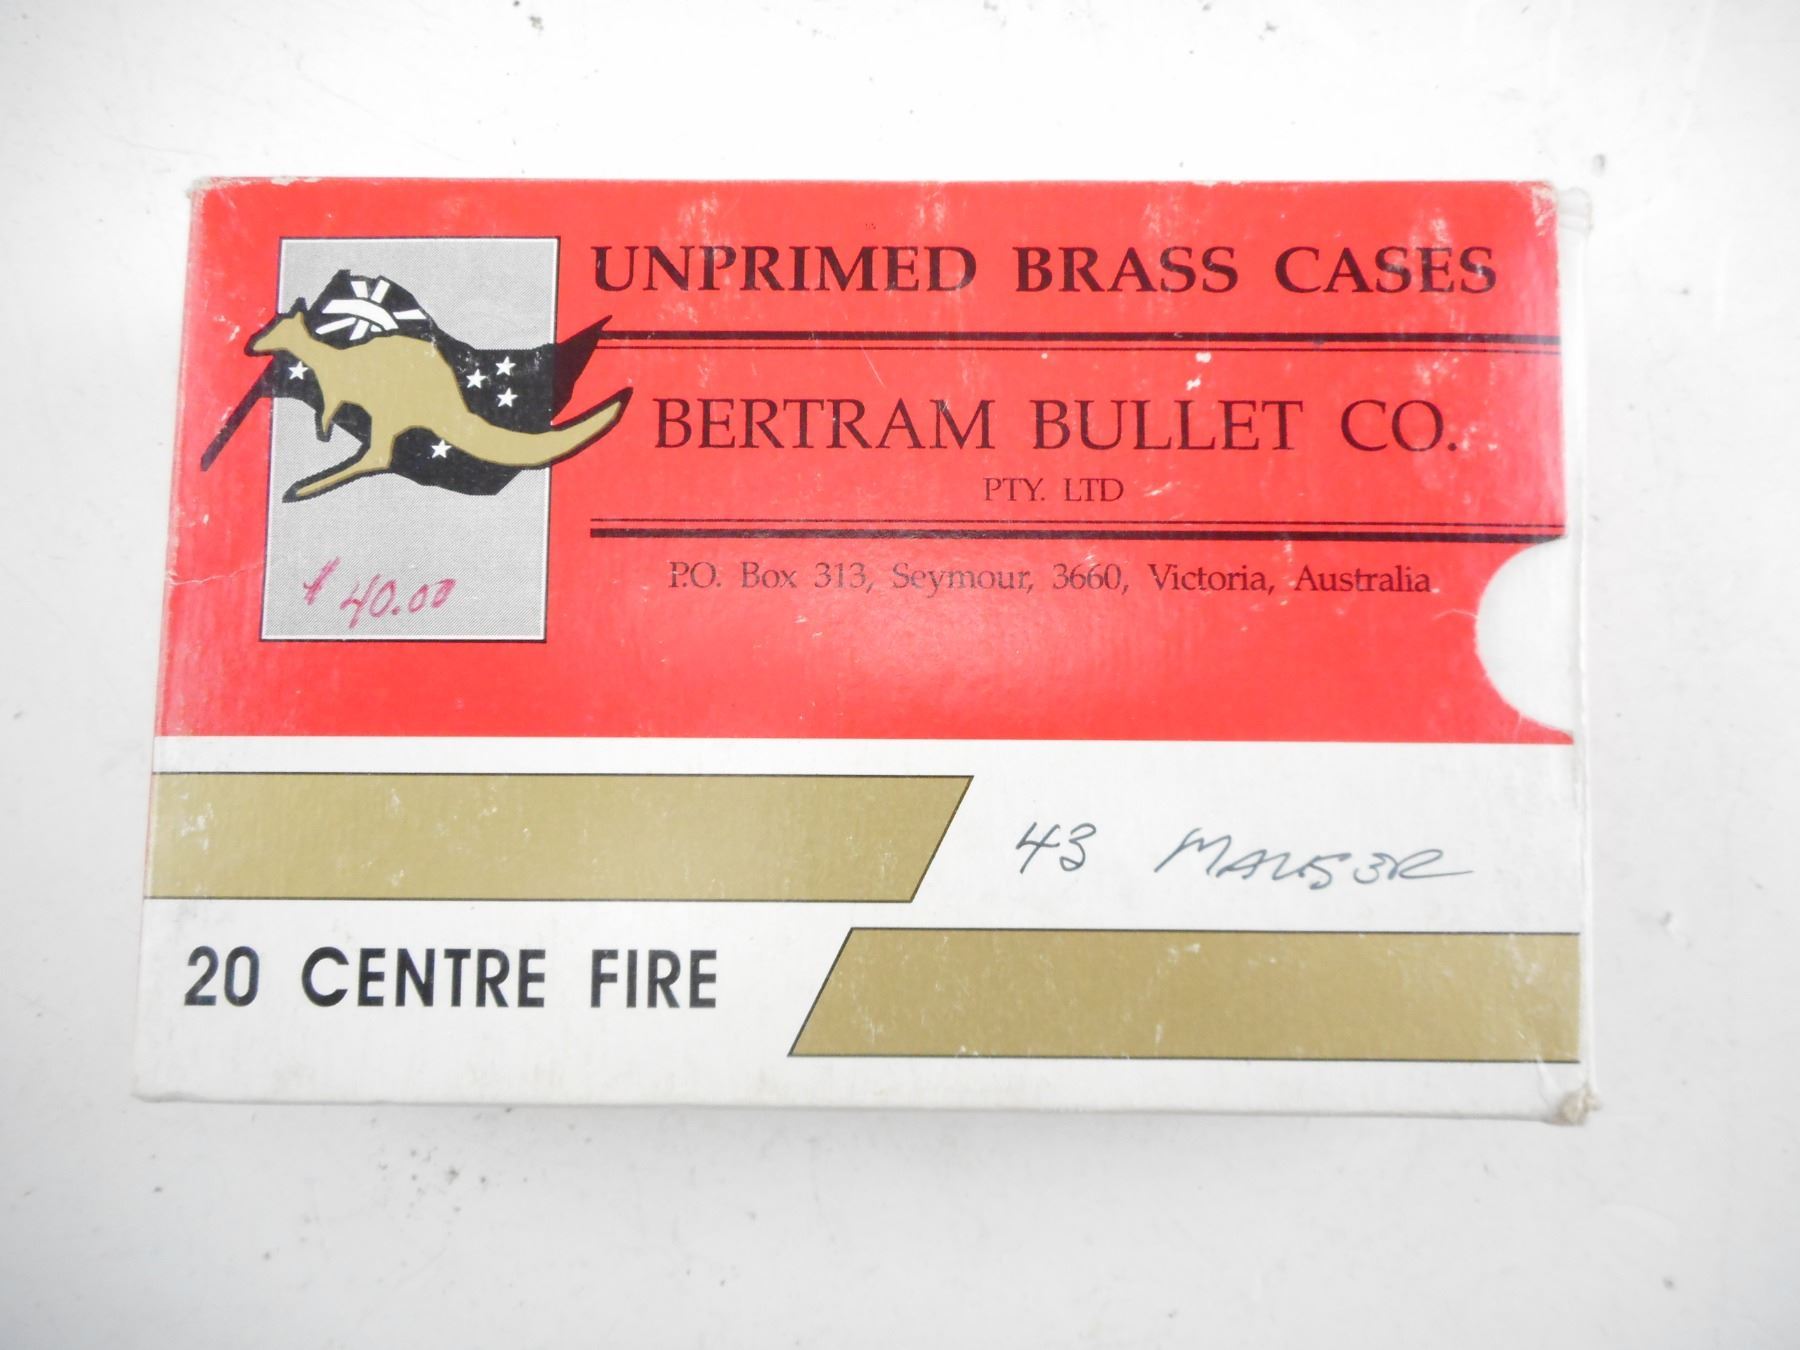 UNPRIMED BRASS CASES
BERTRAM BULLET CO.
PTY. LTD
P.O. Box 313, Seymour, 3660, Victoria, Australia.
$40.00
43 MAUSER
20 CENTRE FIRE